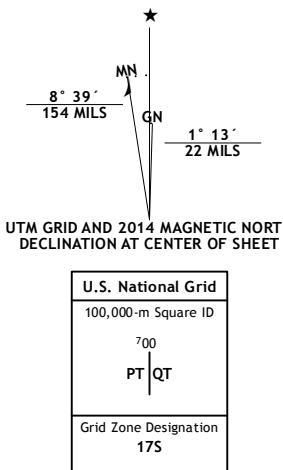 ★
MN
8° 39´
154 MILS
GN
1° 13´
22 MILS
UTM GRID AND 2014 MAGNETIC NORT
DECLINATION AT CENTER OF SHEET
U.S. National Grid
100,000-m Square ID
⁷00
PT QT
Grid Zone Designation
17S